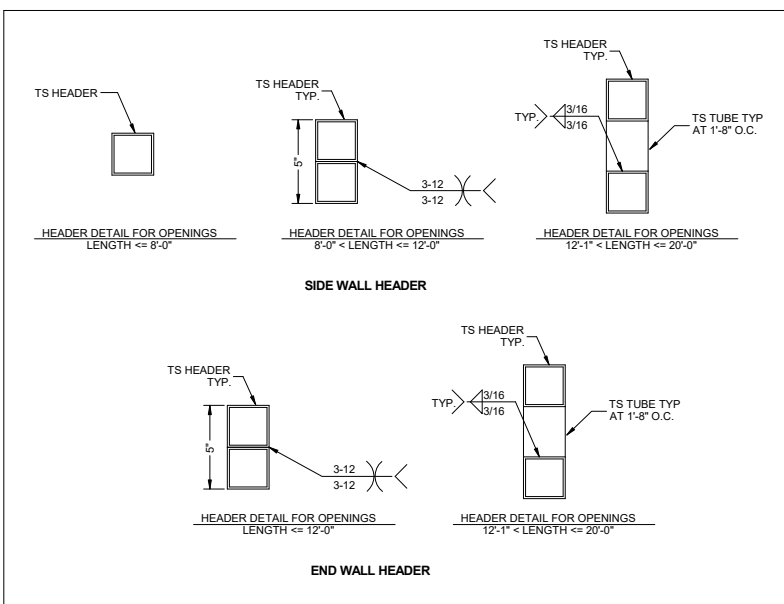 TS HEADER
HEADER DETAIL FOR OPENINGS
LENGTH <= 8'-0"
TS HEADER
TYP.
5"
3-12
3-12
HEADER DETAIL FOR OPENINGS
8'-0" < LENGTH <= 12'-0"
TS HEADER
TYP.
TYP.
3/16
3/16
TS TUBE TYP
AT 1'-8" O.C.
HEADER DETAIL FOR OPENINGS
12'-1" < LENGTH <= 20'-0"
SIDE WALL HEADER
TS HEADER
TYP.
5"
3-12
3-12
HEADER DETAIL FOR OPENINGS
LENGTH <= 12'-0"
TS HEADER
TYP.
TYP.
3/16
3/16
TS TUBE TYP
AT 1'-8" O.C.
HEADER DETAIL FOR OPENINGS
12'-1" < LENGTH <= 20'-0"
END WALL HEADER